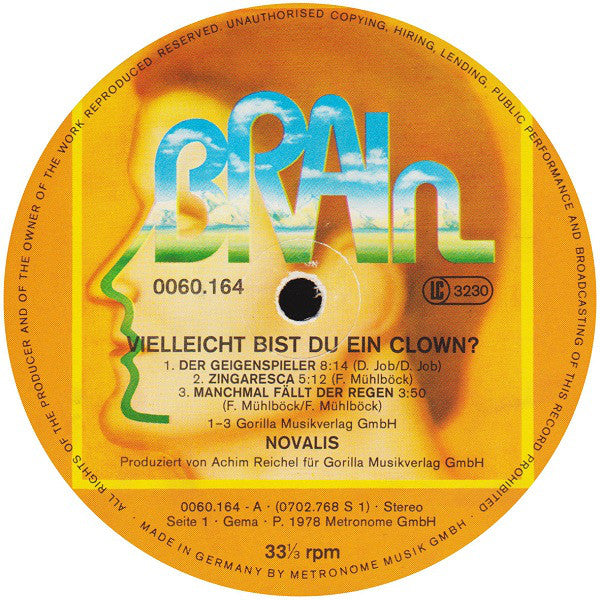 ALL RIGHTS OF THE PRODUCER AND OF THE OWNER OF THE WORK REPRODUCED RESERVED. UNAUTHORISED COPYING, HIRING, LENDING, PUBLIC PERFORMANCE AND BROADCASTING OF THIS RECORD PROHIBITED
BRAIN
0060.164
LC 3230
VIELLEICHT BIST DU EIN CLOWN?
1. DER GEIGENSPIELER 8:14 (D. Job/D. Job)
2. ZINGARESCA 5:12 (F. Mühlböck)
3. MANCHMAL FÄLLT DER REGEN 3:50
(F. Mühlböck/F. Mühlböck)
1–3 Gorilla Musikverlag GmbH
NOVALIS
Produziert von Achim Reichel für Gorilla Musikverlag GmbH
0060.164 - A · (0702.768 S 1) · Stereo
Seite 1 · Gema · P. 1978 Metronome GmbH
33⅓ rpm
· MADE IN GERMANY BY METRONOME MUSIK GMBH ·